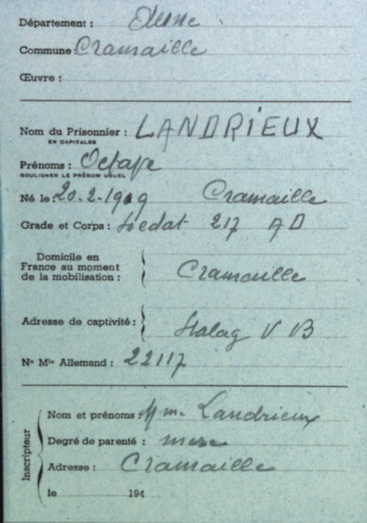 Département : Aisne
Commune Cramaille
Œuvre :
Nom du Prisonnier : LANDRIEUX
EN CAPITALES
Prénoms : Octave
SOULIGNER LE PRÉNOM USUEL
Né le : 20-2-1909 Cramaille
Grade et Corps : Soldat 217 AD
Domicile en
France au moment
de la mobilisation : Cramaille
Adresse de captivité : Stalag V B
N° Mle Allemand : 22117
Inscripteur
Nom et prénoms : Mme Landrieux
Degré de parenté : mère
Adresse : Cramaille
le 194